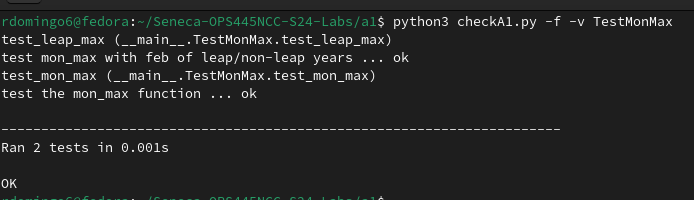 rdomingo6@fedora:~/Seneca-OPS445NCC-S24-Labs/a1$ python3 checkA1.py -f -v TestMonMax
test_leap_max (__main__.TestMonMax.test_leap_max)
test mon_max with feb of leap/non-leap years ... ok
test_mon_max (__main__.TestMonMax.test_mon_max)
test the mon_max function ... ok
----------------------------------------------------------------------
Ran 2 tests in 0.001s
OK
rdomingo6@fedora:~/Seneca-OPS445NCC-S24-Labs/a1$